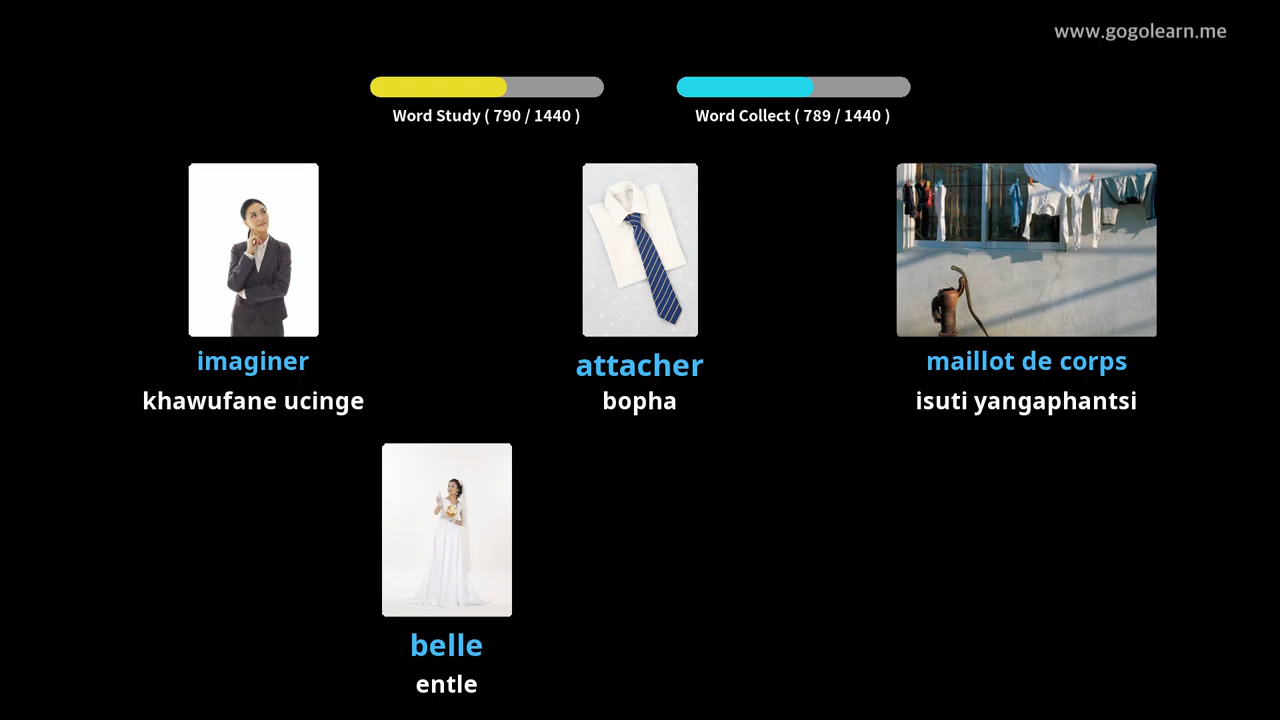 www.gogolearn.me
Word Study ( 790 / 1440 )
Word Collect ( 789 / 1440 )
imaginer
khawufane ucinge
attacher
bopha
maillot de corps
isuti yangaphantsi
belle
entle